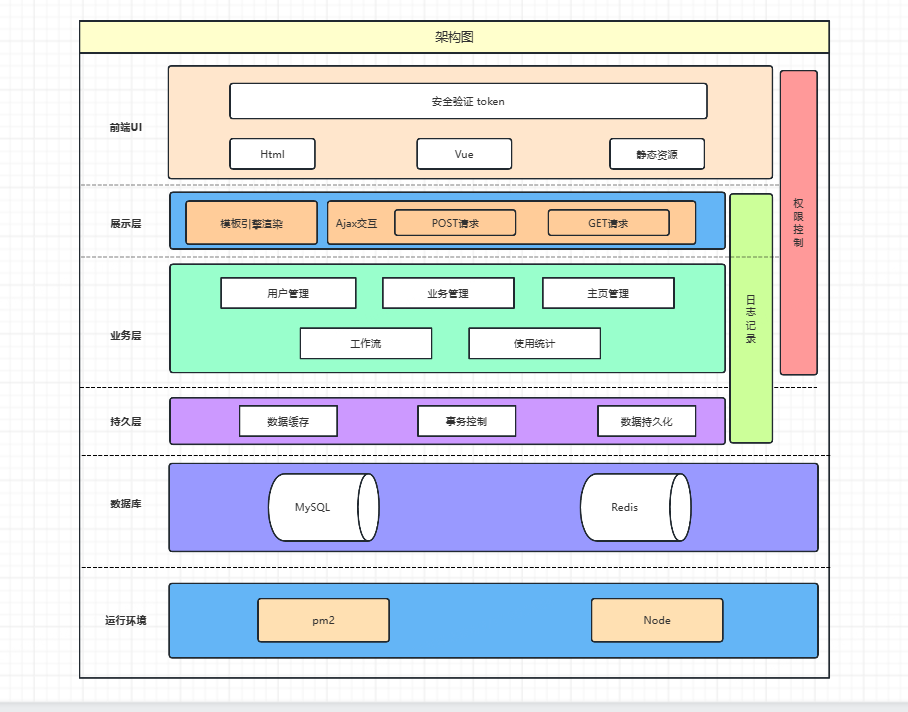 架构图
前端UI
安全验证 token
Html
Vue
静态资源
权限控制
展示层
模板引擎渲染
Ajax交互
POST请求
GET请求
日志记录
业务层
用户管理
业务管理
主页管理
工作流
使用统计
持久层
数据缓存
事务控制
数据持久化
数据库
MySQL
Redis
运行环境
pm2
Node